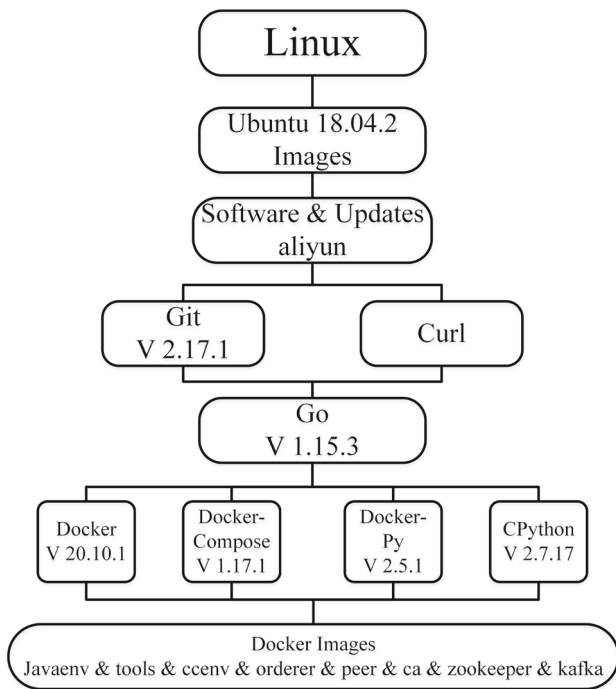 Linux
Ubuntu 18.04.2
Images
Software & Updates
aliyun
Git
V 2.17.1
Curl
Go
V 1.15.3
Docker
V 20.10.1
Docker-
Compose
V 1.17.1
Docker-
Py
V 2.5.1
CPython
V 2.7.17
Docker Images
Javaenv & tools & ccenv & orderer & peer & ca & zookeeper & kafka